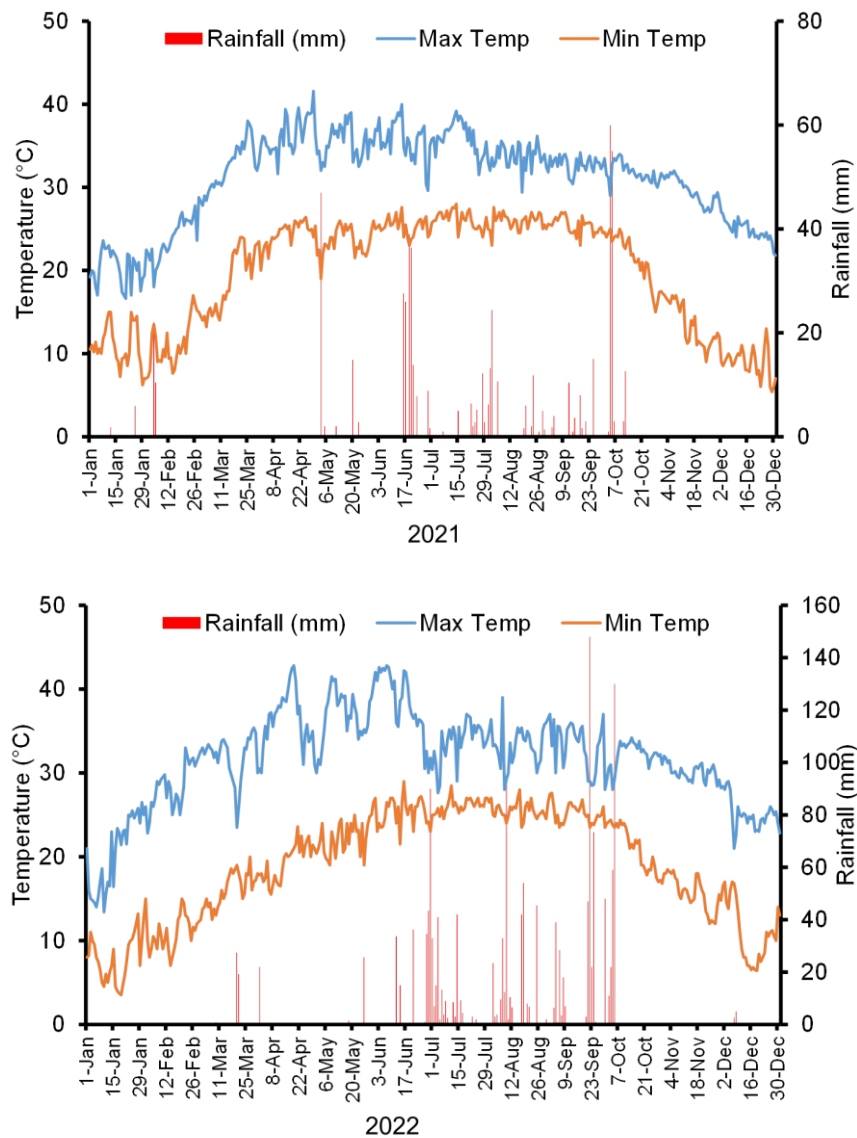 Rainfall (mm) Max Temp Min Temp
Temperature (°C)
50
40
30
20
10
0
Rainfall (mm)
80
60
40
20
0
1-Jan
15-Jan
29-Jan
12-Feb
26-Feb
11-Mar
25-Mar
8-Apr
22-Apr
6-May
20-May
3-Jun
17-Jun
1-Jul
15-Jul
29-Jul
12-Aug
26-Aug
9-Sep
23-Sep
7-Oct
21-Oct
4-Nov
18-Nov
2-Dec
16-Dec
30-Dec
2021
Rainfall (mm) Max Temp Min Temp
Temperature (°C)
50
40
30
20
10
0
Rainfall (mm)
160
140
120
100
80
60
40
20
0
1-Jan
15-Jan
29-Jan
12-Feb
26-Feb
11-Mar
25-Mar
8-Apr
22-Apr
6-May
20-May
3-Jun
17-Jun
1-Jul
15-Jul
29-Jul
12-Aug
26-Aug
9-Sep
23-Sep
7-Oct
21-Oct
4-Nov
18-Nov
2-Dec
16-Dec
30-Dec
2022